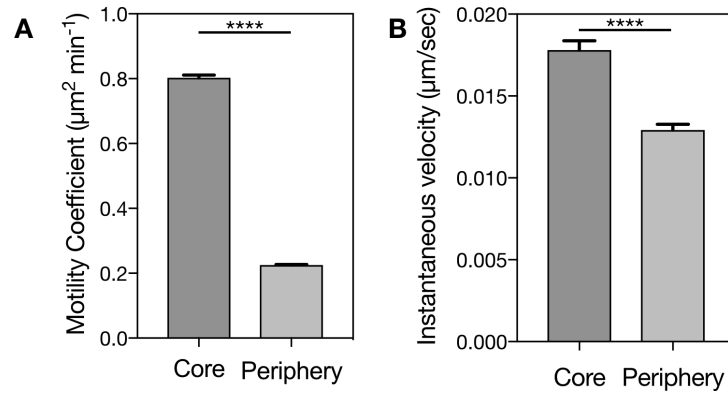 A
Motility Coefficient (μm² min⁻¹)
1.0
0.8
0.6
0.4
0.2
0.0
****
Core Periphery
B
Instantaneous velocity (μm/sec)
0.020
0.015
0.010
0.005
0.000
****
Core Periphery